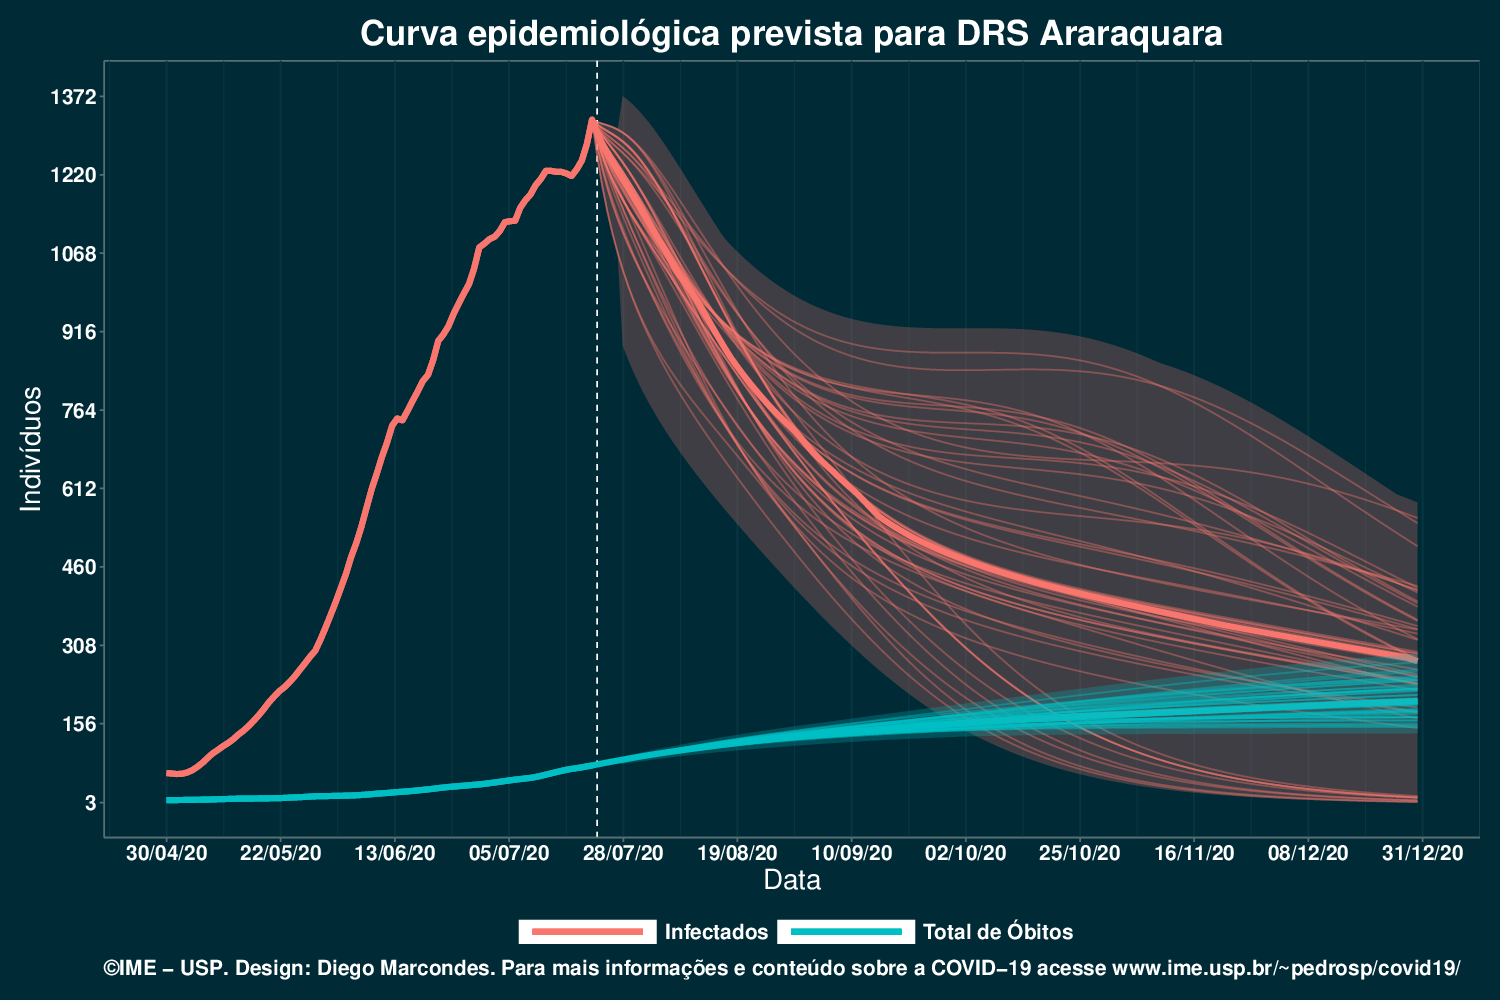 Curva epidemiológica prevista para DRS Araraquara
1372
1220
1068
916
764
612
460
308
156
3
Indivíduos
30/04/20 22/05/20 13/06/20 05/07/20 28/07/20 19/08/20 10/09/20 02/10/20 25/10/20 16/11/20 08/12/20 31/12/20
Data
Infectados Total de Óbitos
©IME − USP. Design: Diego Marcondes. Para mais informações e conteúdo sobre a COVID−19 acesse www.ime.usp.br/~pedrosp/covid19/